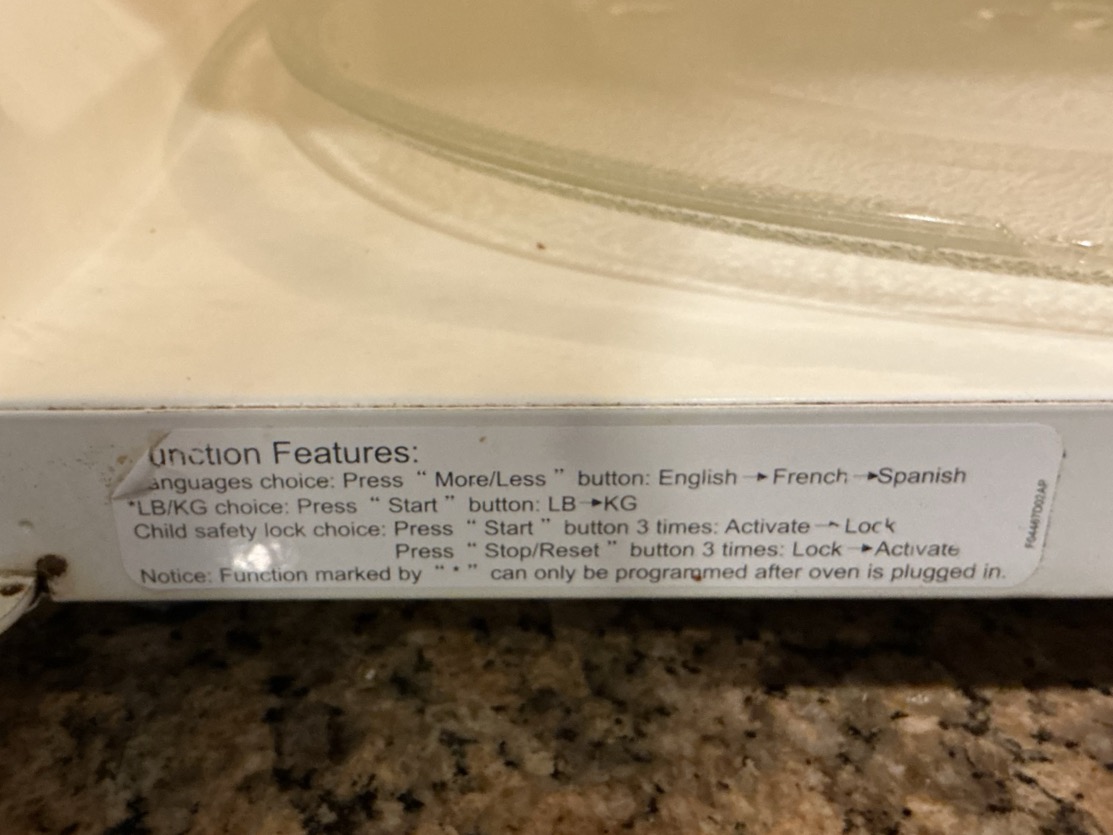 unction Features:
anguages choice: Press “ More/Less ” button: English → French → Spanish
*LB/KG choice: Press “ Start ” button: LB → KG
Child safety lock choice: Press “ Start ” button 3 times: Activate → Lock
Press “ Stop/Reset ” button 3 times: Lock → Activate
Notice: Function marked by “ * ” can only be programmed after oven is plugged in.